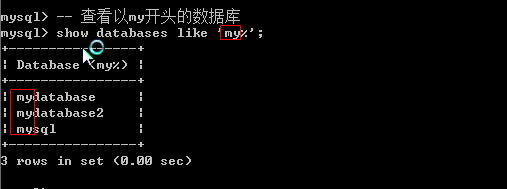 mysql> -- 查看以my开头的数据库
mysql> show databases like 'my%';
+----------------+
| Database (my%) |
+----------------+
| mydatabase     |
| mydatabase2    |
| mysql          |
+----------------+
3 rows in set (0.00 sec)